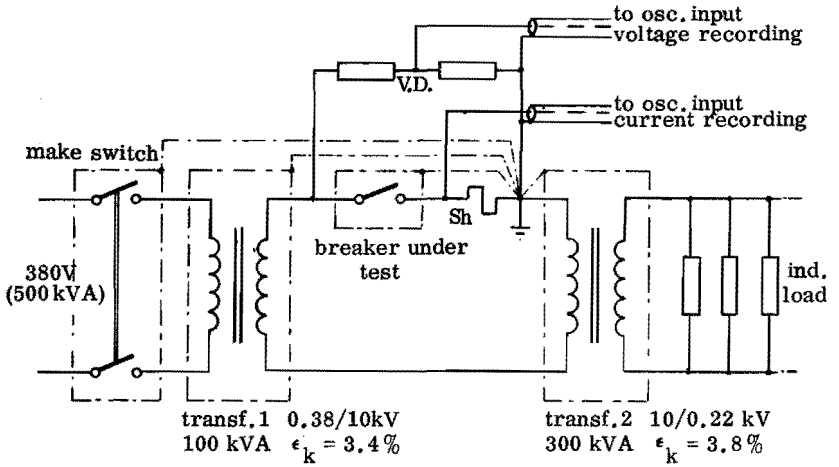 to osc. input
voltage recording
V.D.
to osc. input
current recording
make switch
Sh
breaker under
test
380V
(500 kVA)
ind.
load
transf.1 0.38/10kV
100 kVA ϵk = 3.4%
transf.2 10/0.22 kV
300 kVA ϵk = 3.8%